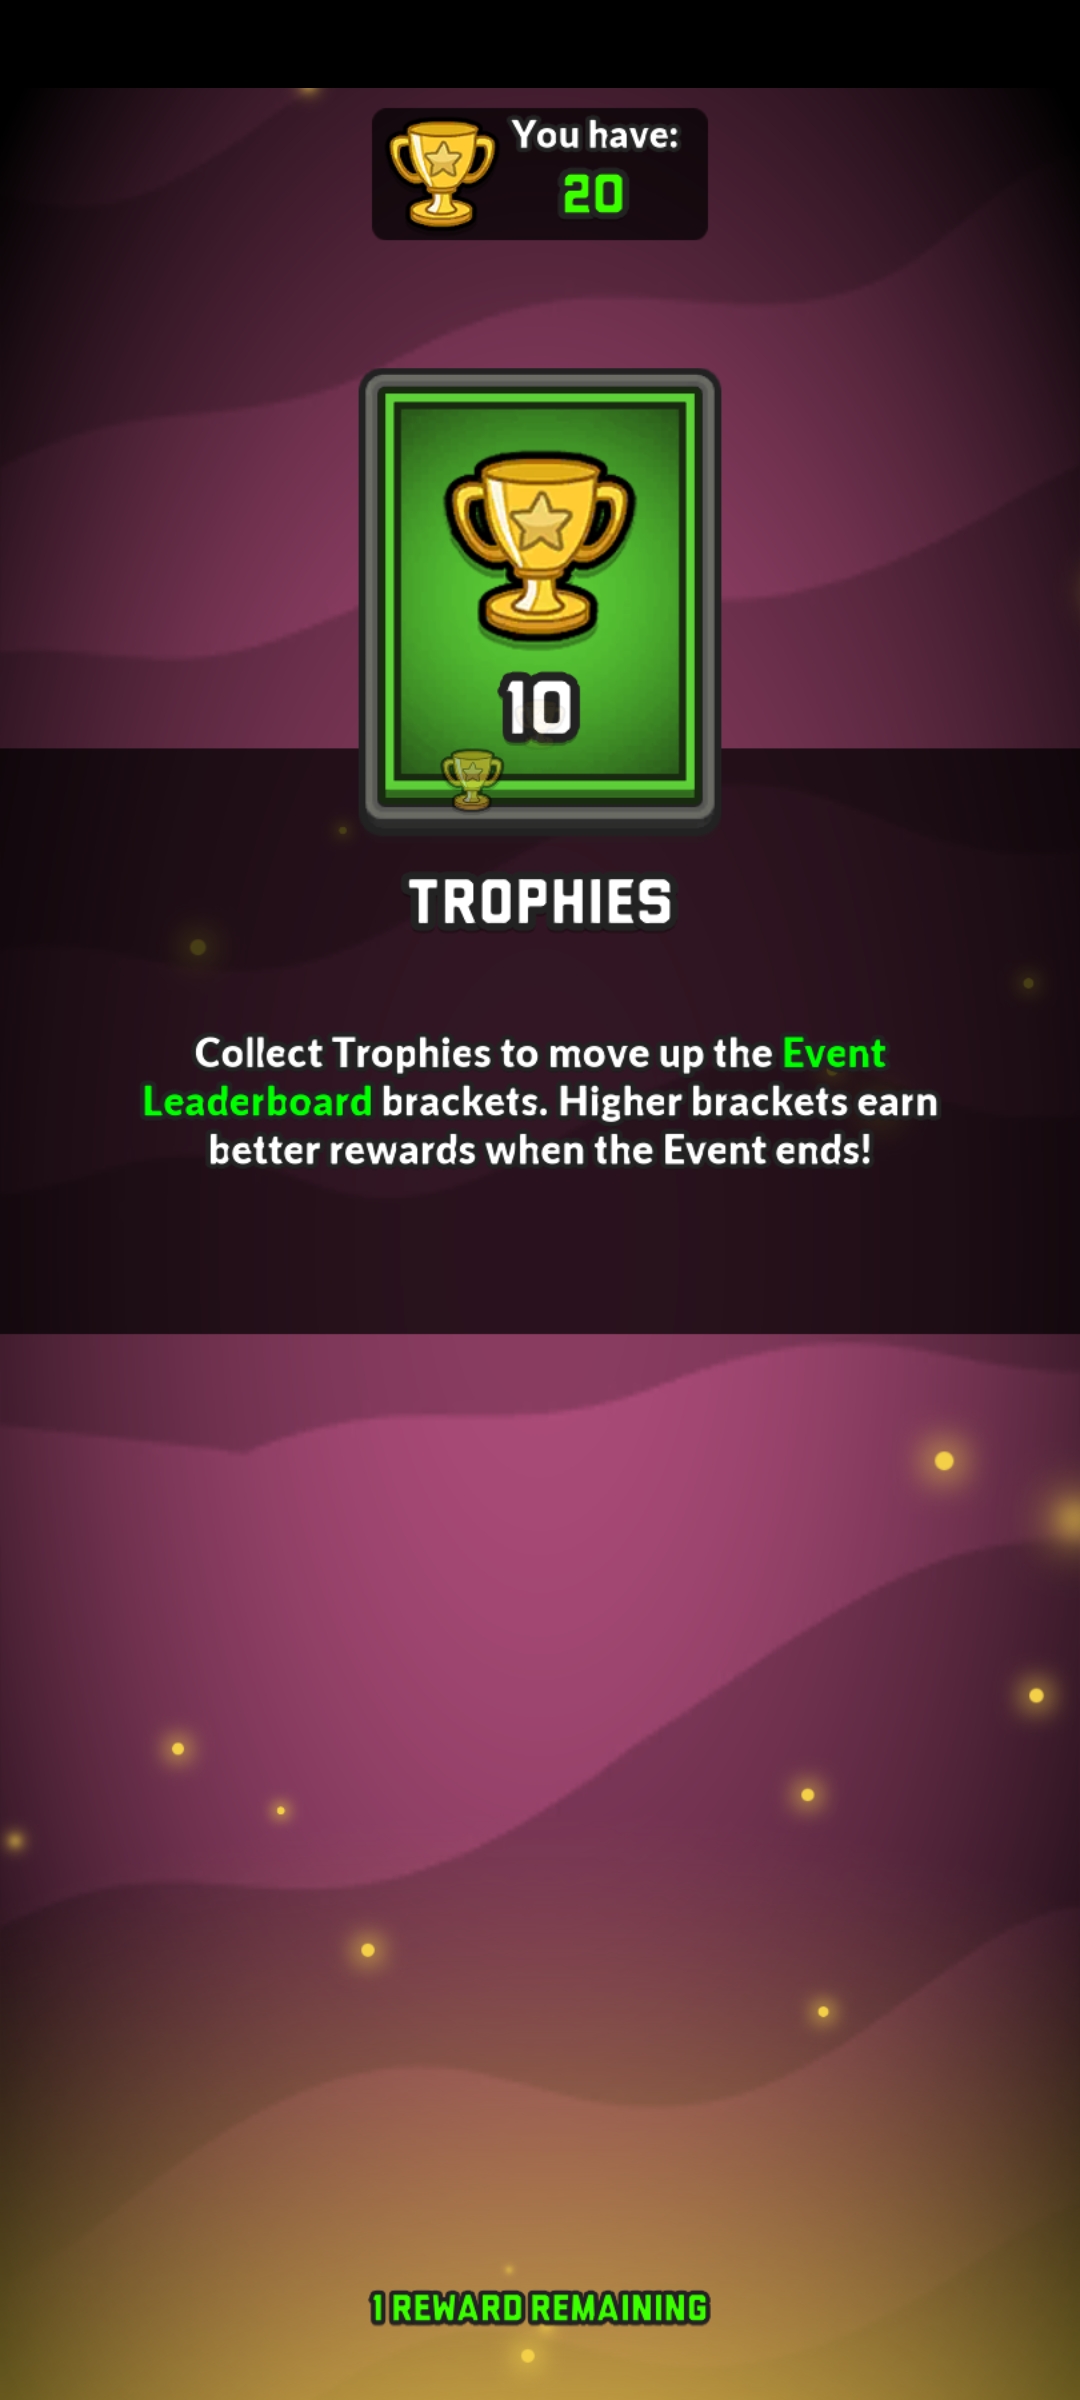 You have:
20
10
TROPHIES
Collect Trophies to move up the Event
Leaderboard brackets. Higher brackets earn
better rewards when the Event ends!
1 REWARD REMAINING